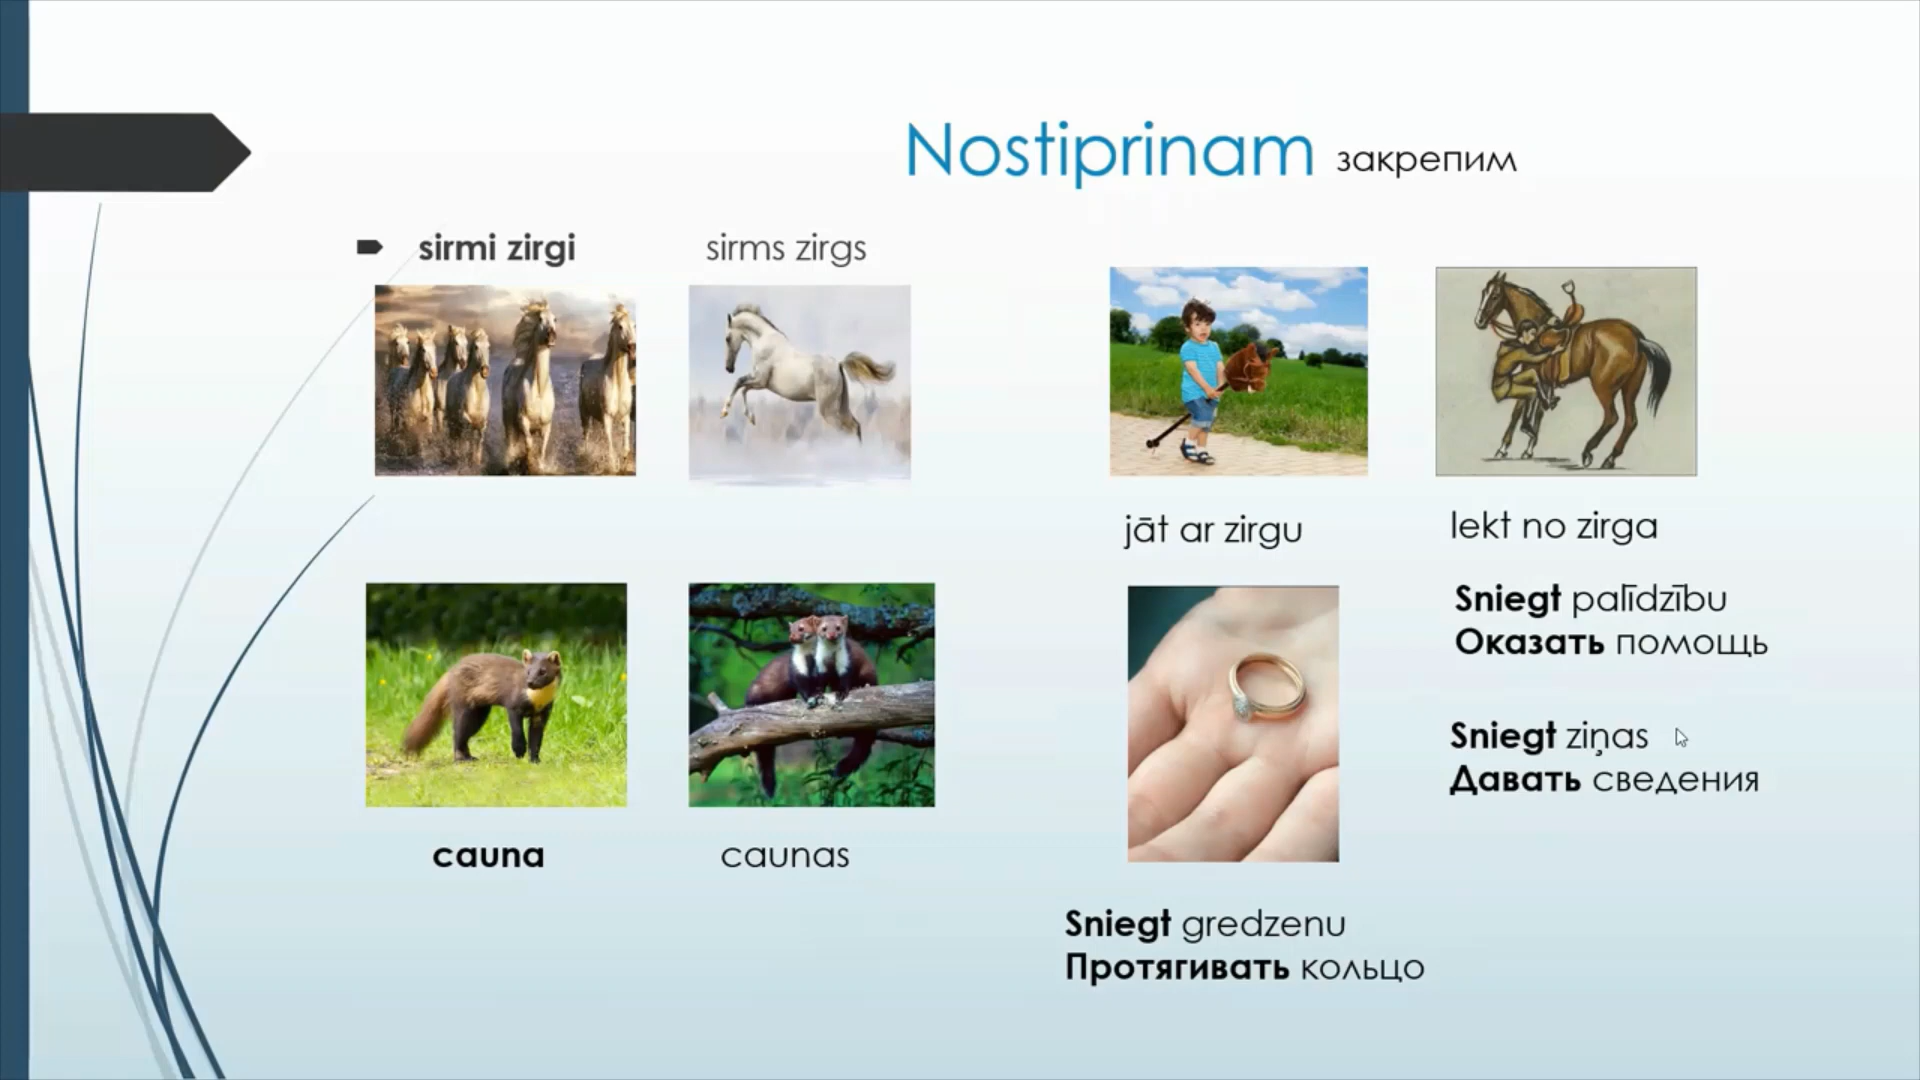 Nostiprinam закрепим
sirmi zirgi
sirms zirgs
jāt ar zirgu
lekt no zirga
cauna
caunas
Sniegt palīdzību
Оказать помощь
Sniegt ziņas
Давать сведения
Sniegt gredzenu
Протягивать кольцо